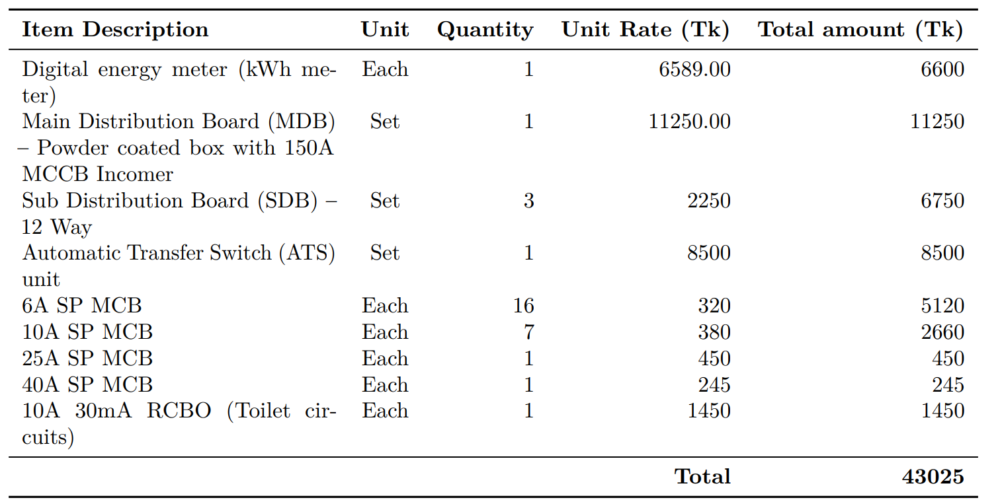 Item Description Unit Quantity Unit Rate (Tk) Total amount (Tk)
Digital energy meter (kWh me- Each 1 6589.00 6600
ter)
Main Distribution Board (MDB) Set 1 11250.00 11250
– Powder coated box with 150A
MCCB Incomer
Sub Distribution Board (SDB) – Set 3 2250 6750
12 Way
Automatic Transfer Switch (ATS) Set 1 8500 8500
unit
6A SP MCB Each 16 320 5120
10A SP MCB Each 7 380 2660
25A SP MCB Each 1 450 450
40A SP MCB Each 1 245 245
10A 30mA RCBO (Toilet cir- Each 1 1450 1450
cuits)
Total 43025